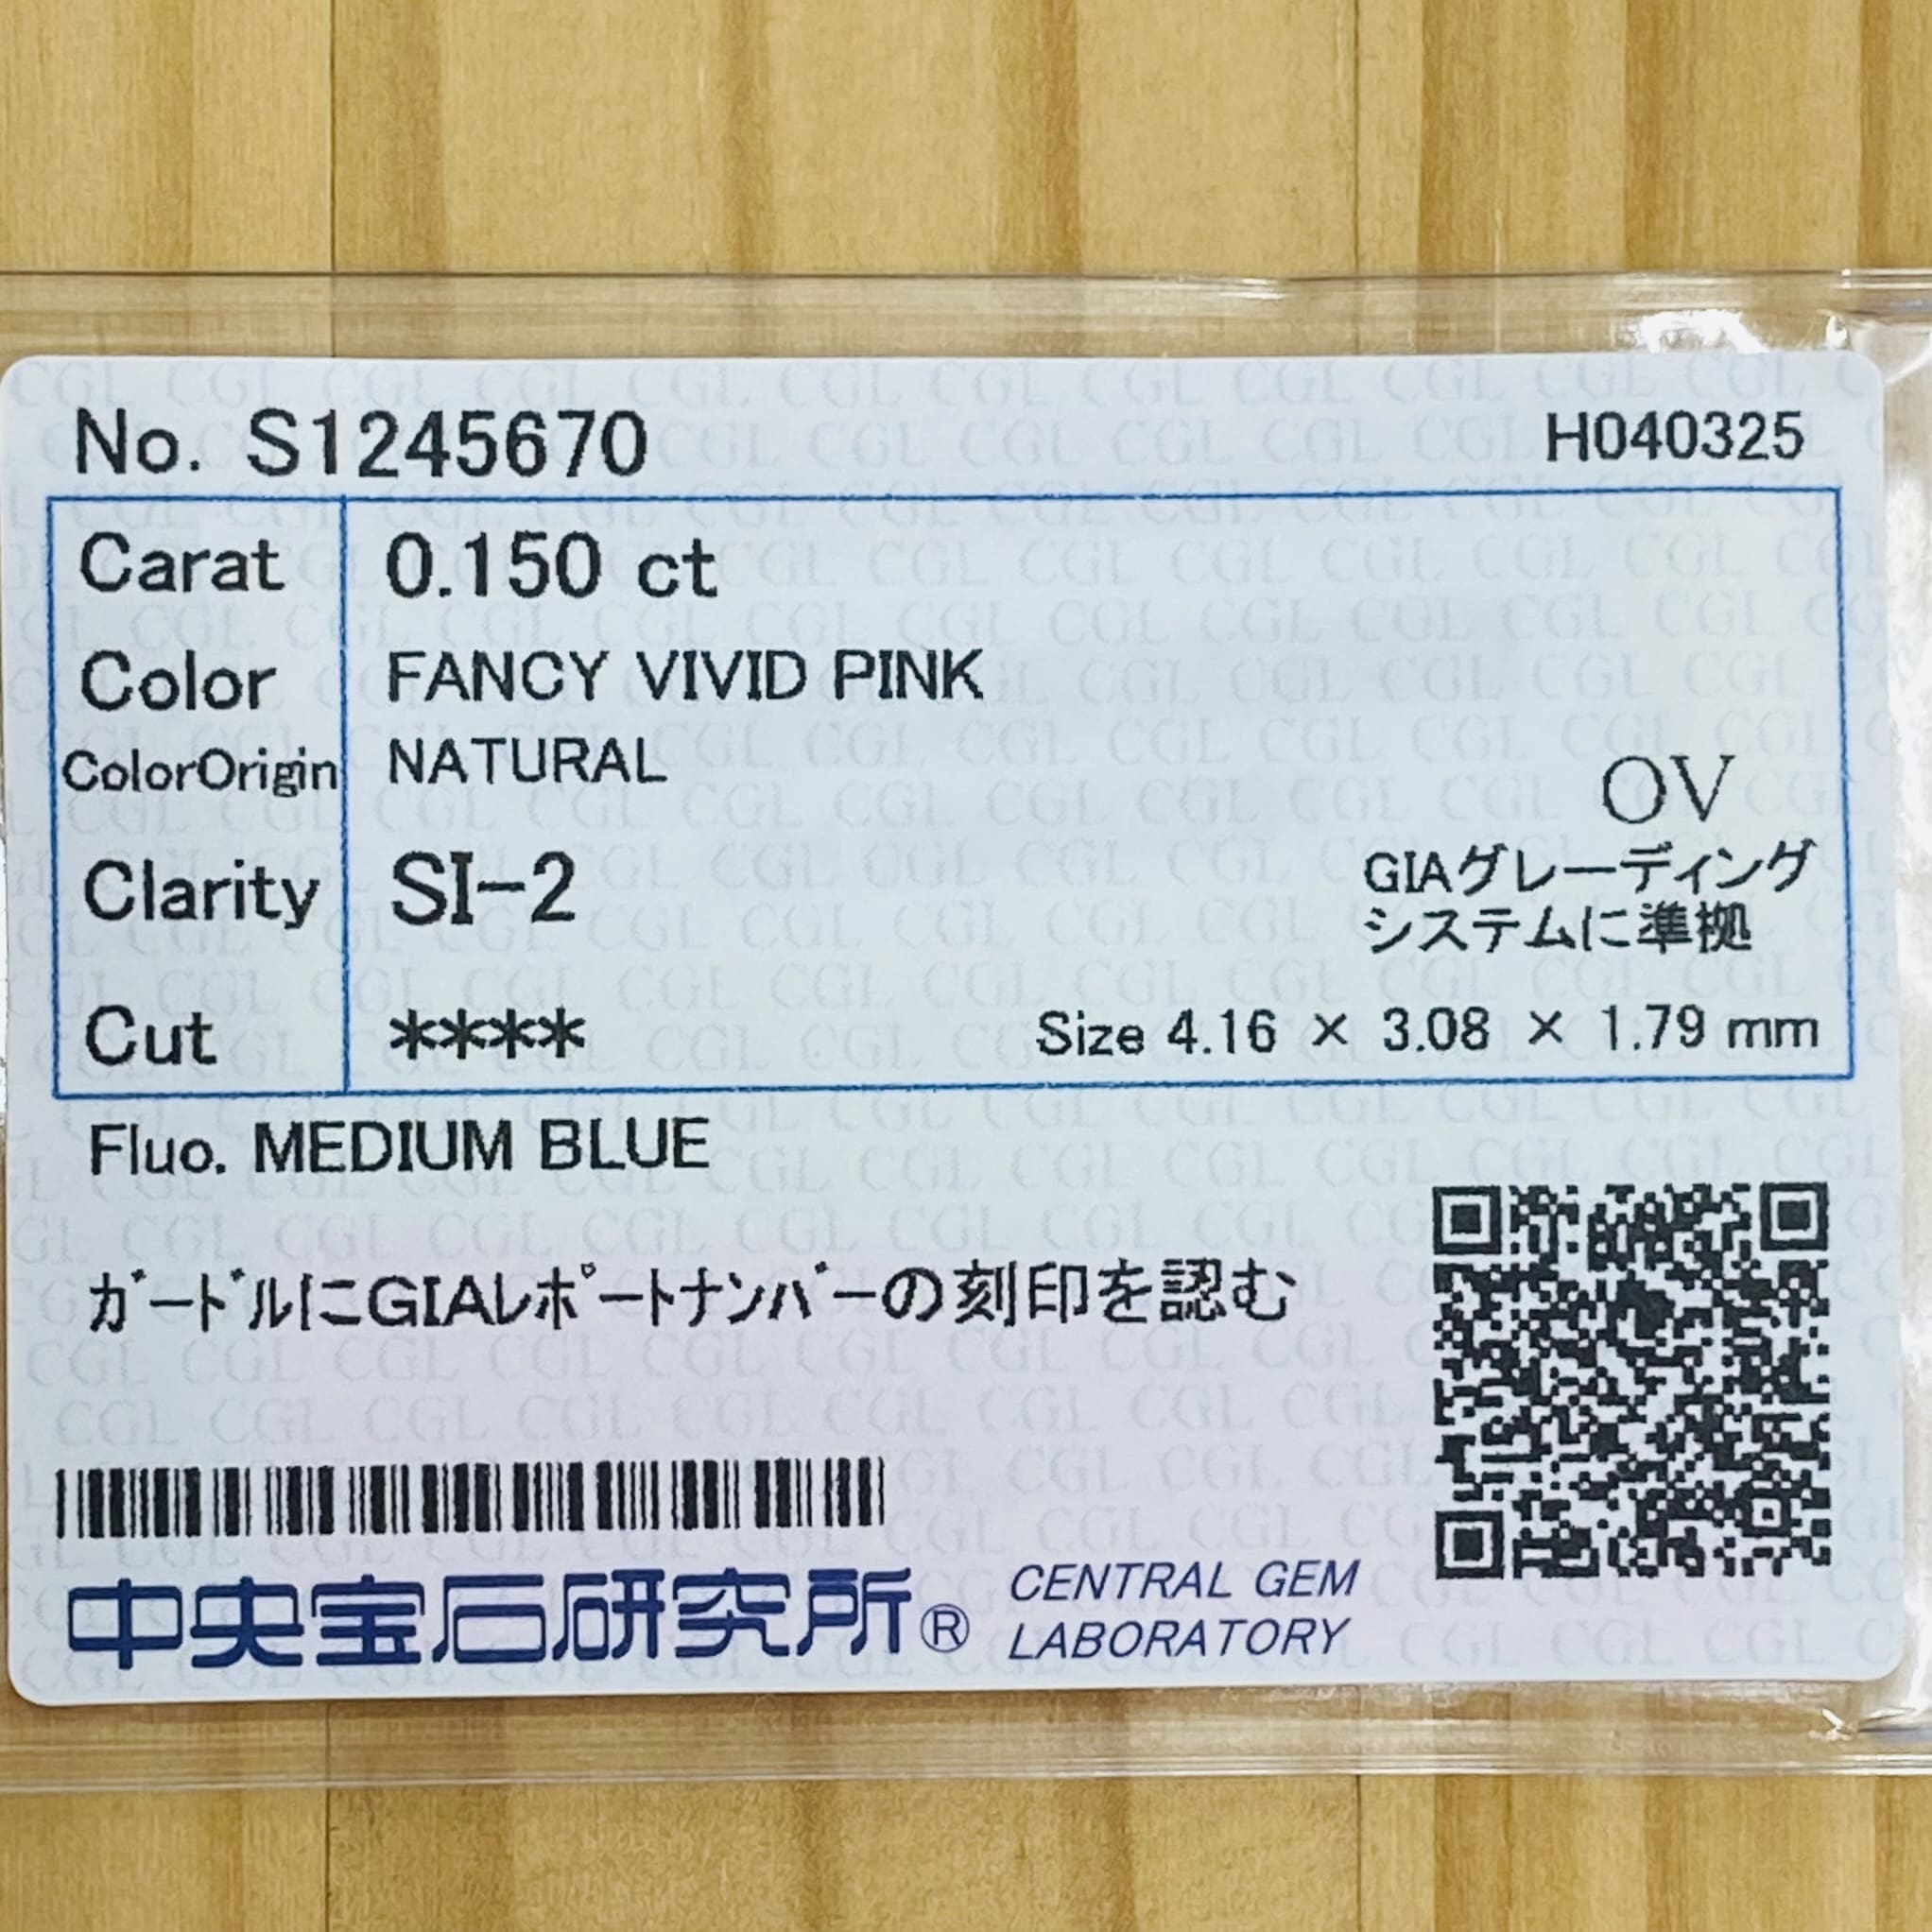 No. S1245670
H040325
Carat 0.150 ct
Color FANCY VIVID PINK
ColorOrigin NATURAL
OV
Clarity SI-2
GIAグレーディング
システムに準拠
Cut ****
Size 4.16 × 3.08 × 1.79 mm
Fluo. MEDIUM BLUE
ｶﾞｰﾄﾞﾙにGIAﾚﾎﾟｰﾄﾅﾝﾊﾞｰの刻印を認む
中央宝石研究所®
CENTRAL GEM
LABORATORY